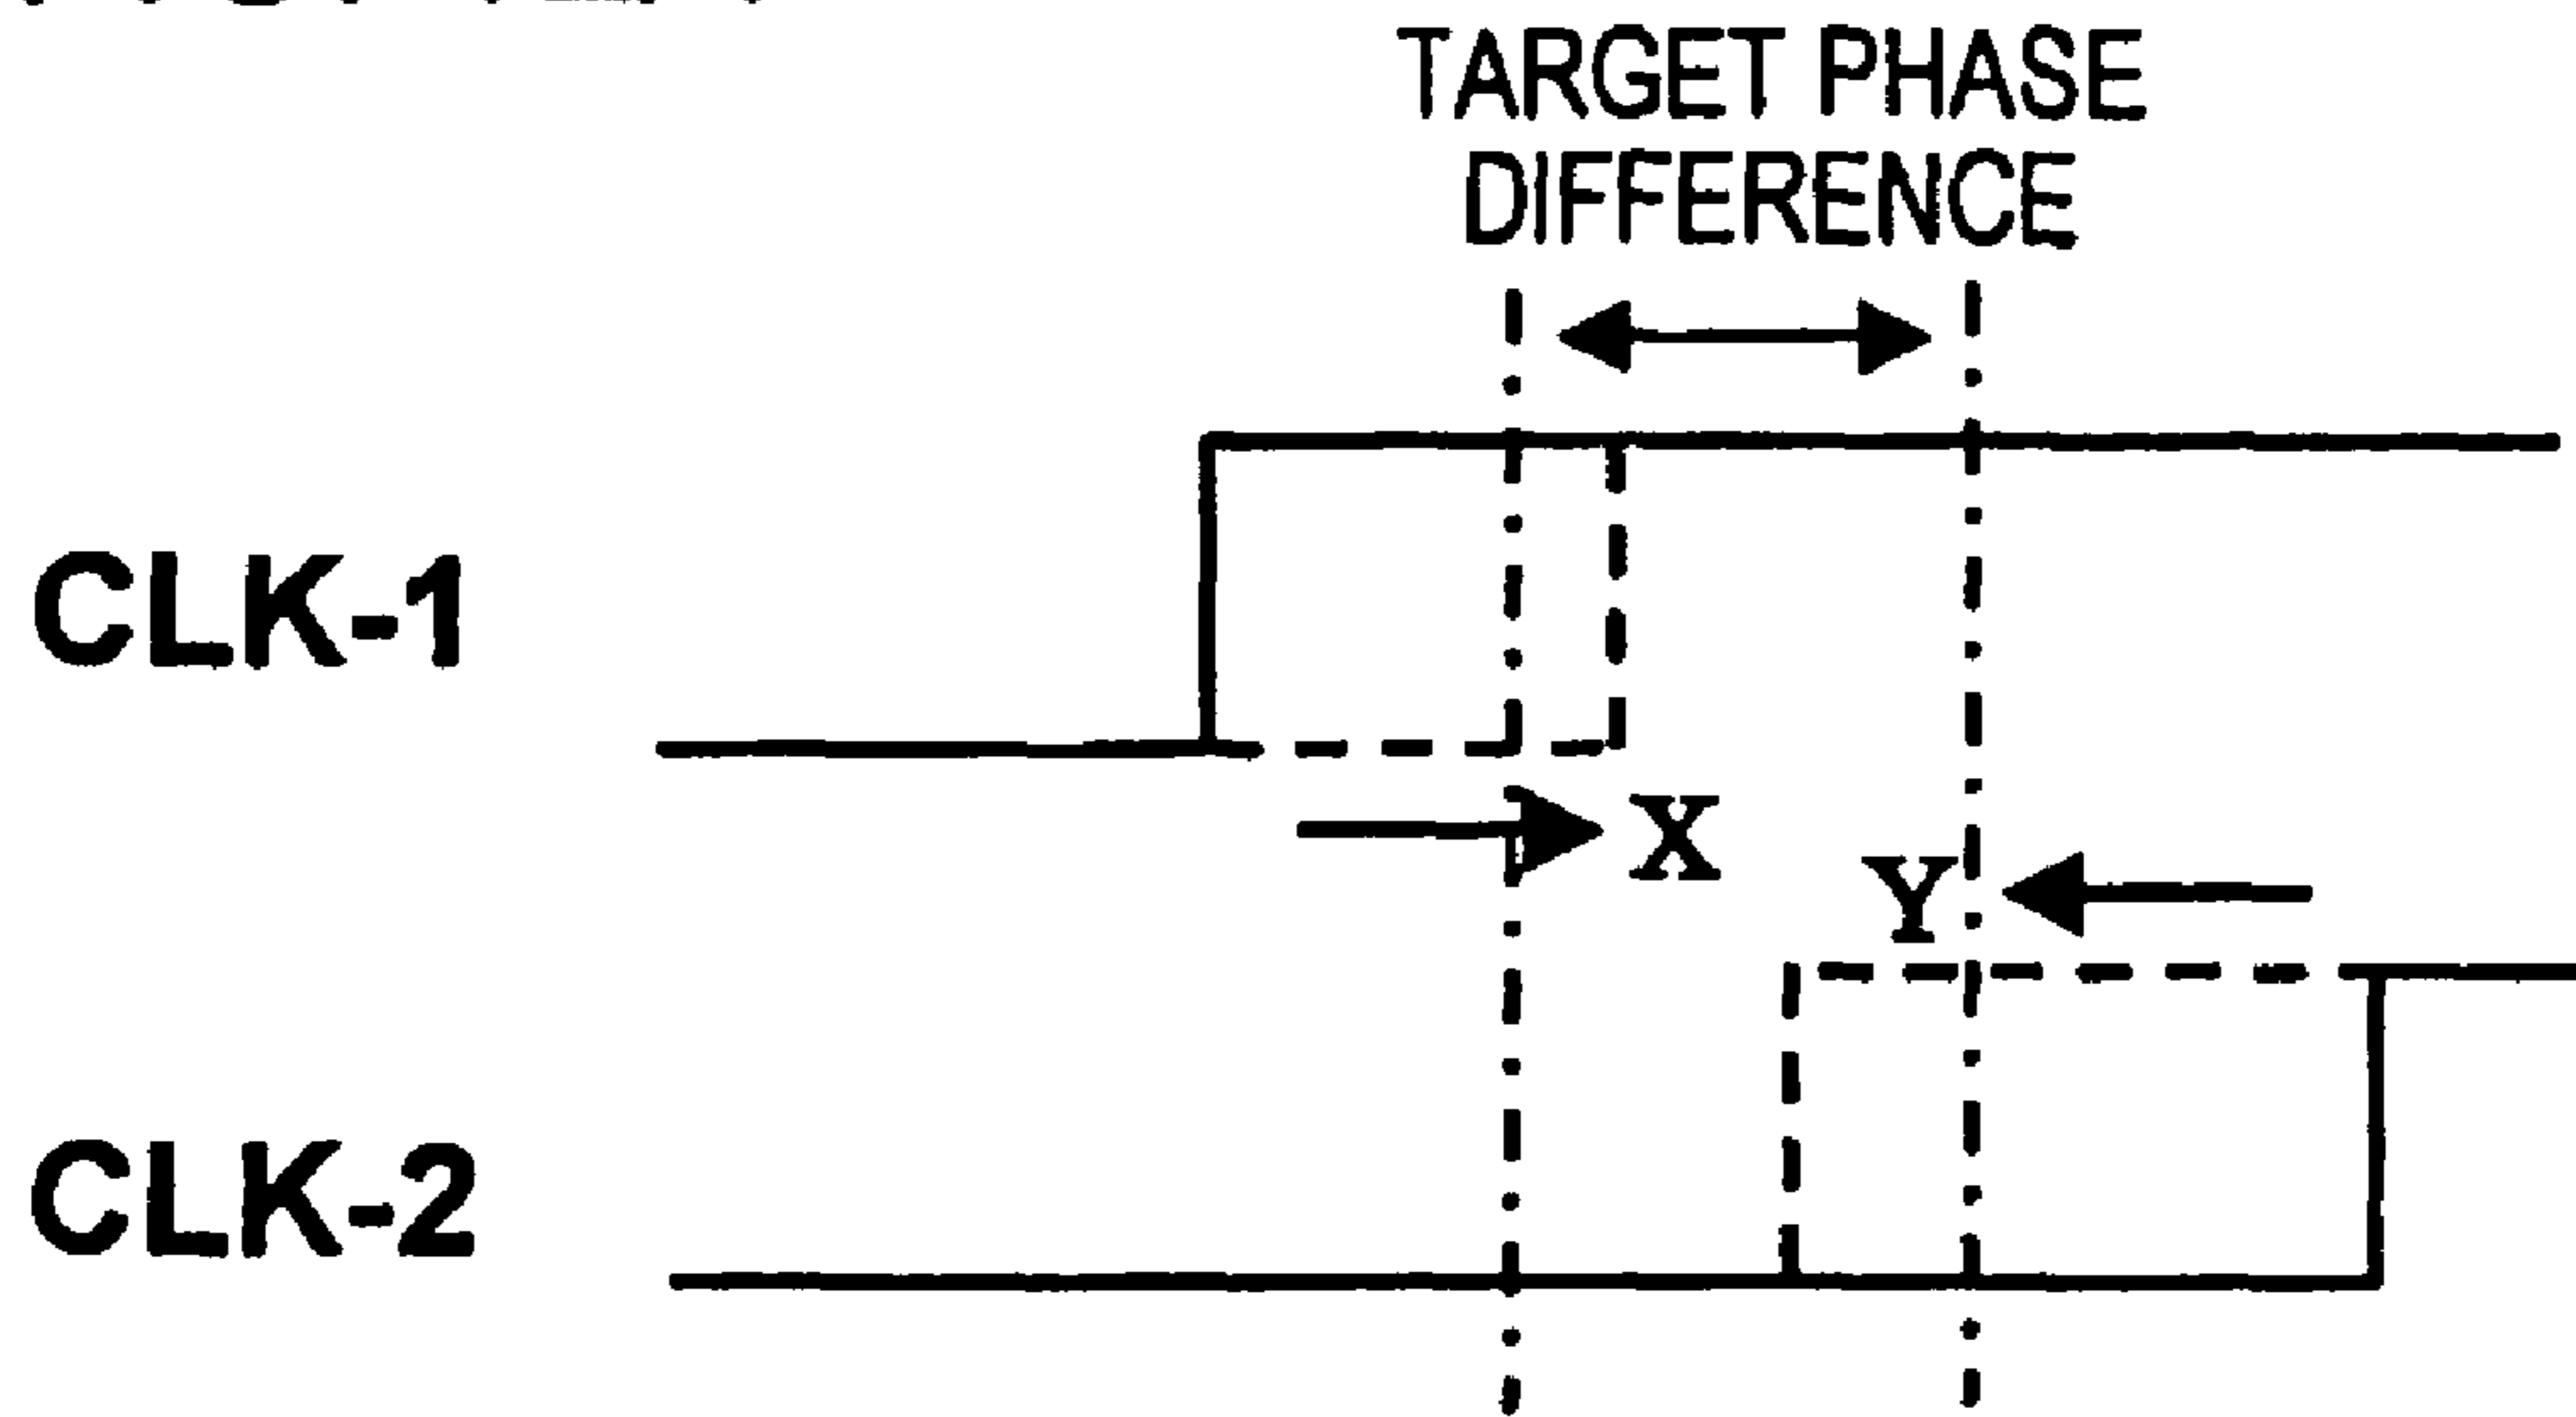 TARGET PHASE
DIFFERENCE
CLK-1
X
Y
CLK-2